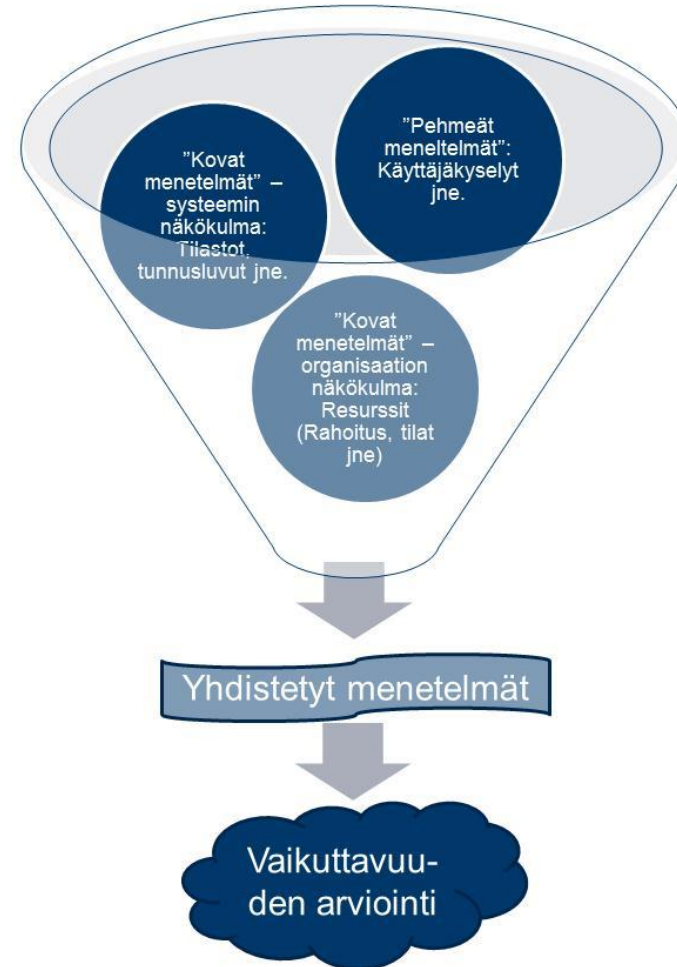 ”Kovat
menetelmät” –
systeemin
näkökulma:
Tilastot,
tunnusluvut jne.
”Pehmeät
meneltelmät”:
Käyttäjäkyselyt
jne.
”Kovat
menetelmät” –
organisaation
näkökulma:
Resurssit
(Rahoitus, tilat
jne)
Yhdistetyt menetelmät
Vaikuttavuu-
den arviointi